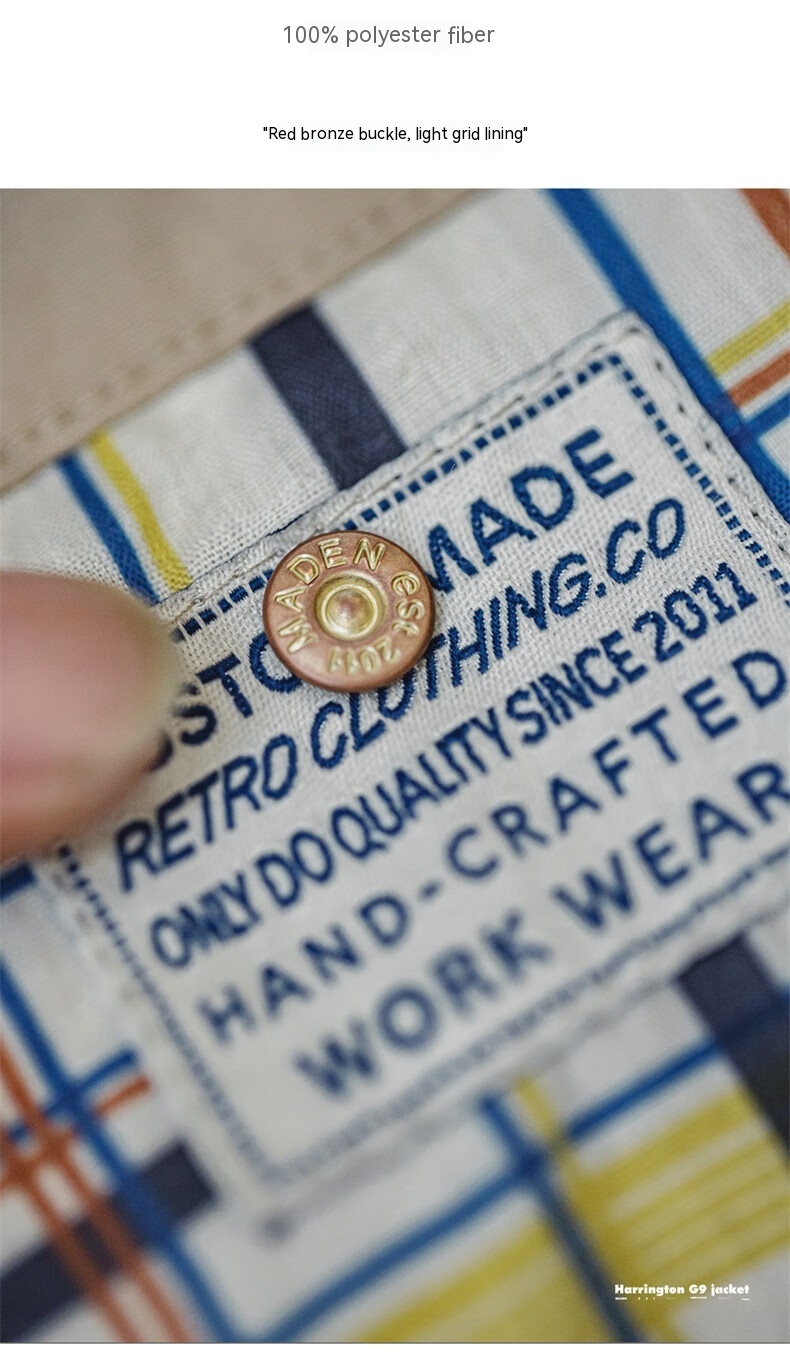 100% polyester fiber
"Red bronze buckle, light grid lining"
MADEN est 2011
MADE
RETRO CLOTHING.CO
ONLY DO QUALITY SINCE 2011
HAND-CRAFTED
WORK WEAR
Harrington G9 jacket